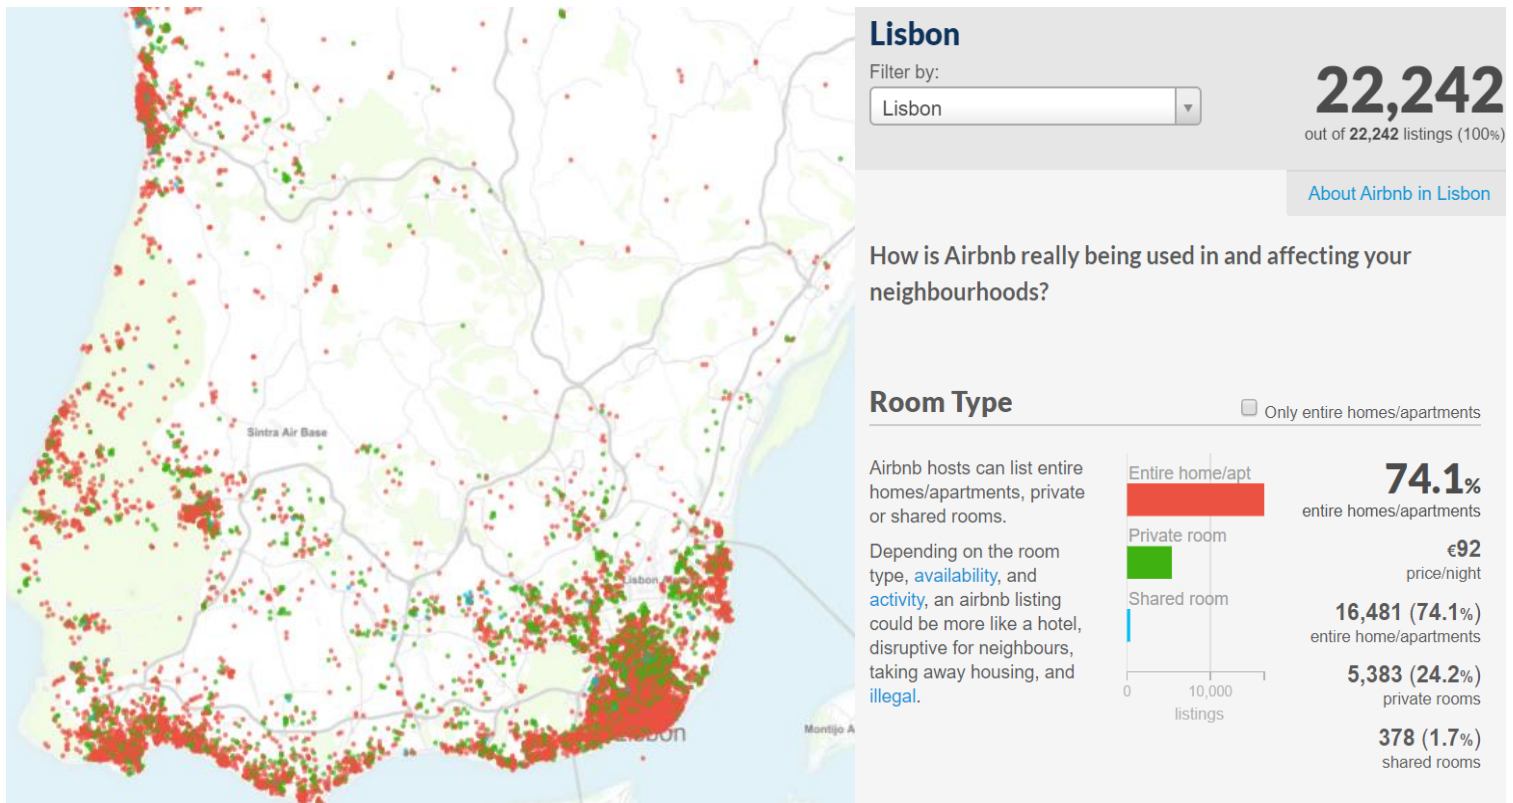 Sintra Air Base
Lisbon
Montijo A
Lisbon
Filter by:
Lisbon
22,242
out of 22,242 listings (100%)
About Airbnb in Lisbon
How is Airbnb really being used in and affecting your
neighbourhoods?
Room Type
Only entire homes/apartments
Airbnb hosts can list entire
homes/apartments, private
or shared rooms.
Depending on the room
type, availability, and
activity, an airbnb listing
could be more like a hotel,
disruptive for neighbours,
taking away housing, and
illegal.
Entire home/apt
Private room
Shared room
0 10,000
listings
74.1%
entire homes/apartments
€92
price/night
16,481 (74.1%)
entire home/apartments
5,383 (24.2%)
private rooms
378 (1.7%)
shared rooms